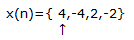 x(n)={ 4,-4,2,-2}
↑